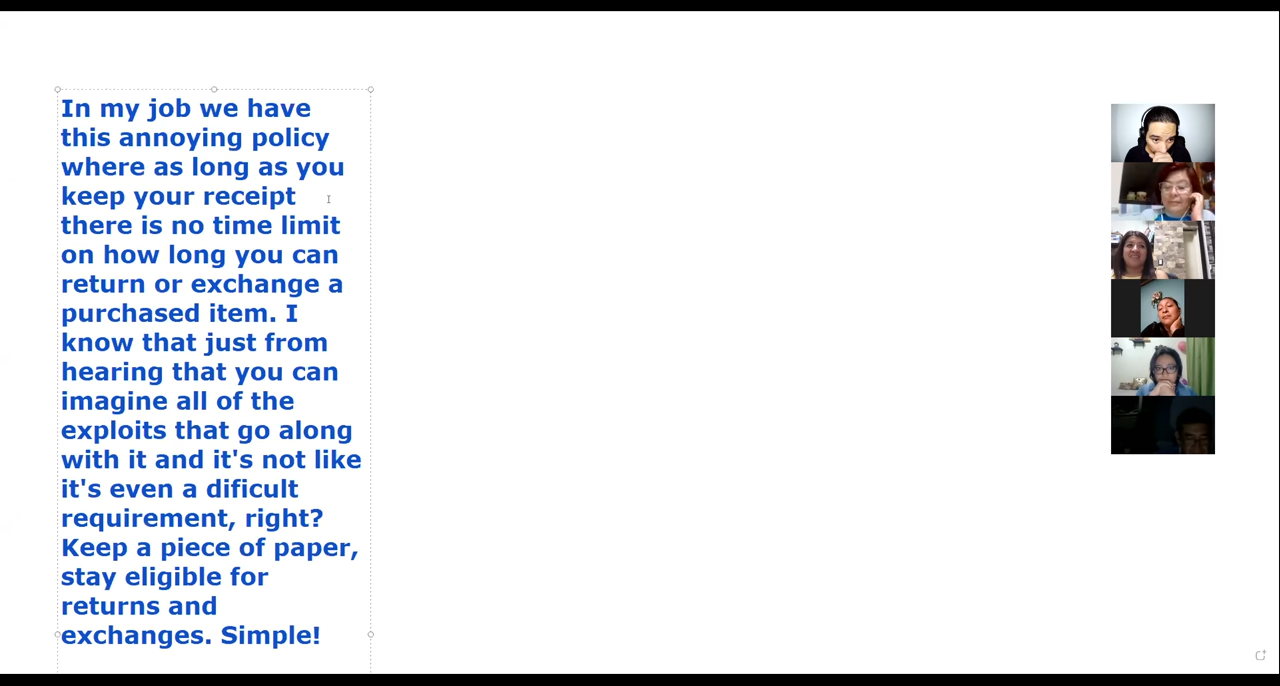 In my job we have
this annoying policy
where as long as you
keep your receipt
there is no time limit
on how long you can
return or exchange a
purchased item. I
know that just from
hearing that you can
imagine all of the
exploits that go along
with it and it's not like
it's even a dificult
requirement, right?
Keep a piece of paper,
stay eligible for
returns and
exchanges. Simple!